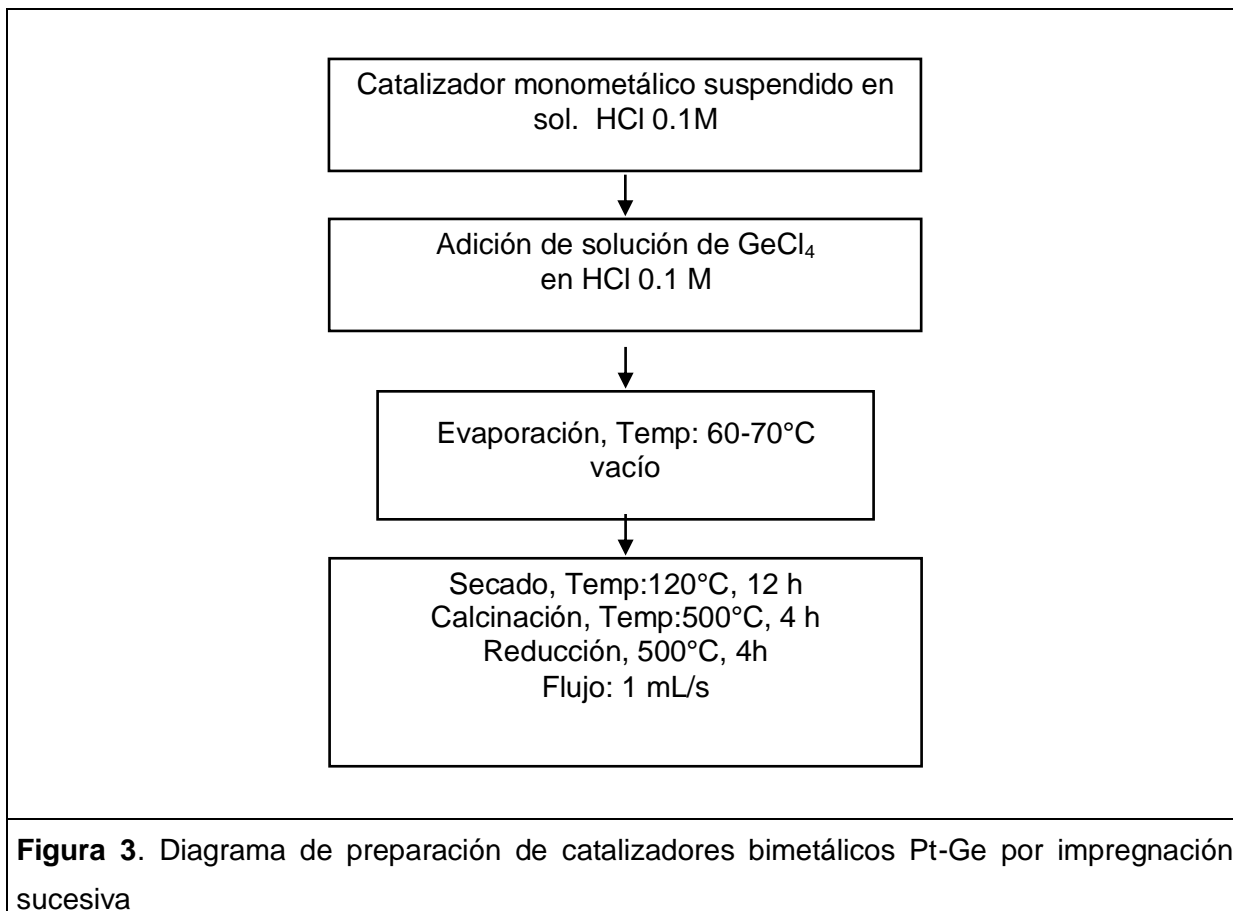 Catalizador monometálico suspendido en
sol.  HCl 0.1M
Adición de solución de GeCl₄
en HCl 0.1 M
Evaporación, Temp: 60-70°C
vacío
Secado, Temp:120°C, 12 h
Calcinación, Temp:500°C, 4 h
Reducción, 500°C, 4h
Flujo: 1 mL/s
Figura 3. Diagrama de preparación de catalizadores bimetálicos Pt-Ge por impregnación
sucesiva